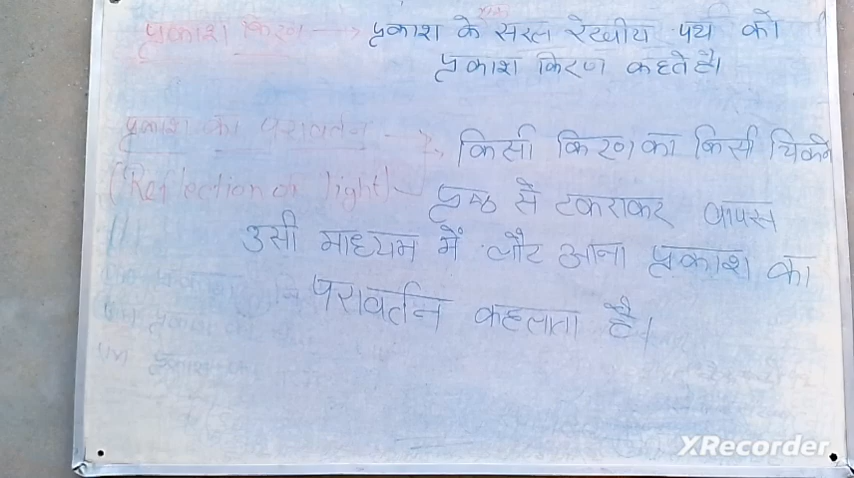 प्रकाश किरण → प्रकाश के सरल रेखीय पथ को
प्रकाश किरण कहते है।
प्रकाश का परावर्तन → किसी किरण का किसी चिकने
(Reflection of light) पृष्ठ से टकराकर वापस
उसी माध्यम में लौट आना प्रकाश का
परावर्तन कहलाता है।
XRecorder